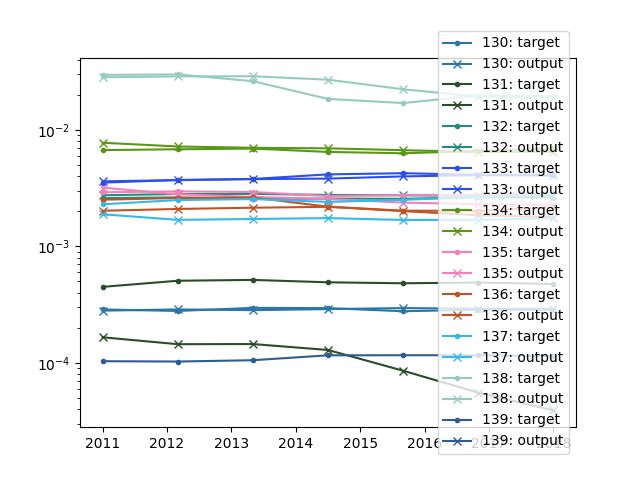 130: target
130: output
131: target
131: output
132: target
132: output
133: target
133: output
134: target
134: output
135: target
135: output
136: target
136: output
137: target
137: output
138: target
138: output
139: target
139: output
10⁻²
10⁻³
10⁻⁴
2011 2012 2013 2014 2015 2016 2017 2018